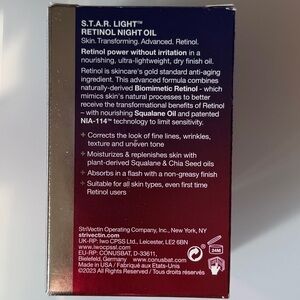 S.T.A.R. LIGHT™
RETINOL NIGHT OIL
Skin. Transforming. Advanced. Retinol.
Retinol power without irritation in a
nourishing, ultra-lightweight, dry finish oil.
Retinol is skincare's gold standard anti-aging
ingredient. This advanced formula combines
naturally-derived Biomimetic Retinol - which
mimics skin's natural processes to better
receive the transformational benefits of Retinol
– with nourishing Squalane Oil and patented
NIA-114™ technology to limit sensitivity.
+ Corrects the look of fine lines, wrinkles,
texture and uneven tone
+ Moisturizes & replenishes skin with
plant-derived Squalane & Chia Seed oils
+ Absorbs in a flash with a non-greasy finish
+ Suitable for all skin types, even first time
Retinol users
StriVectin Operating Company, Inc., New York, NY
strivectin.com
UK-RP: iwo CPSS Ltd, Leicester, LE2 6BN
www.iwocpss.com
EU-RP: CONUSBAT, D-33611,
Bielefeld, Germany www.conusbat.com
Made in USA / Fabriqué aux États-Unis
©2023 All Rights Reserved / Tous droits réservés
24M